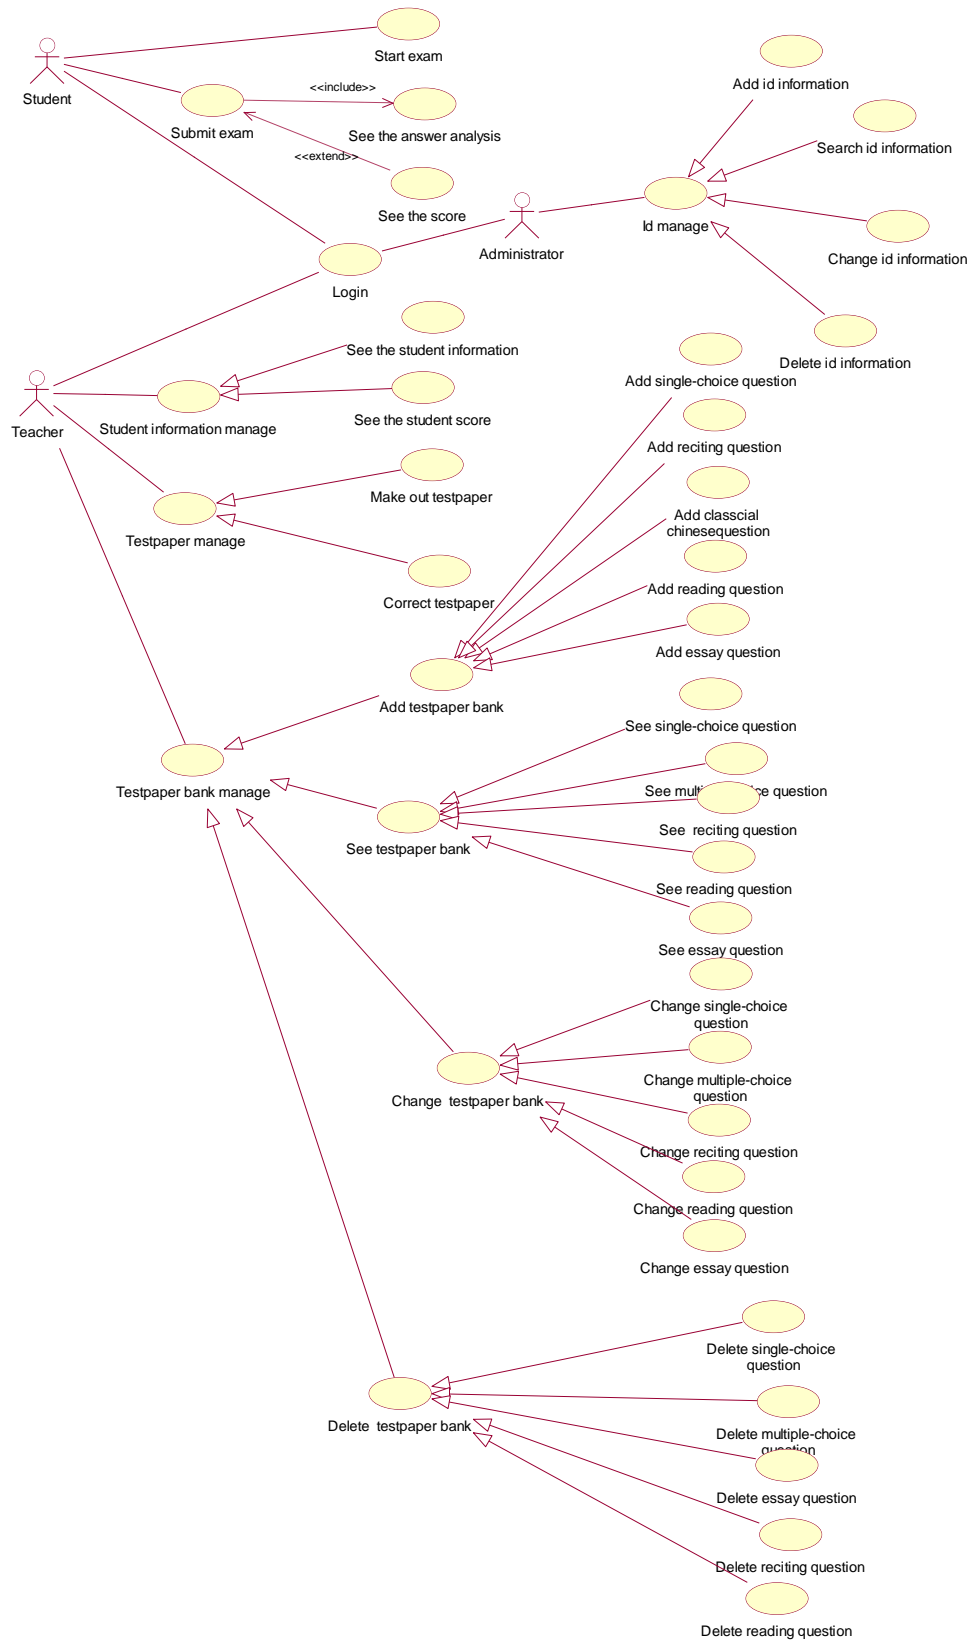 Start exam
Student
<<include>>
Submit exam
See the answer analysis
<<extend>>
See the score
Add id information
Search id information
Administrator
Id manage
Change id information
Login
Delete id information
See the student information
Student information manage
See the student score
Teacher
Make out testpaper
Testpaper manage
Correct testpaper
Add single-choice question
Add reciting question
Add classcial
chinesequestion
Add reading question
Add essay question
Add testpaper bank
Testpaper bank manage
See single-choice question
See multiple-choice question
See  reciting question
See testpaper bank
See reading question
See essay question
Change single-choice
question
Change multiple-choice
question
Change  testpaper bank
Change reciting question
Change reading question
Change essay question
Delete single-choice
question
Delete  testpaper bank
Delete multiple-choice
question
Delete essay question
Delete reciting question
Delete reading question